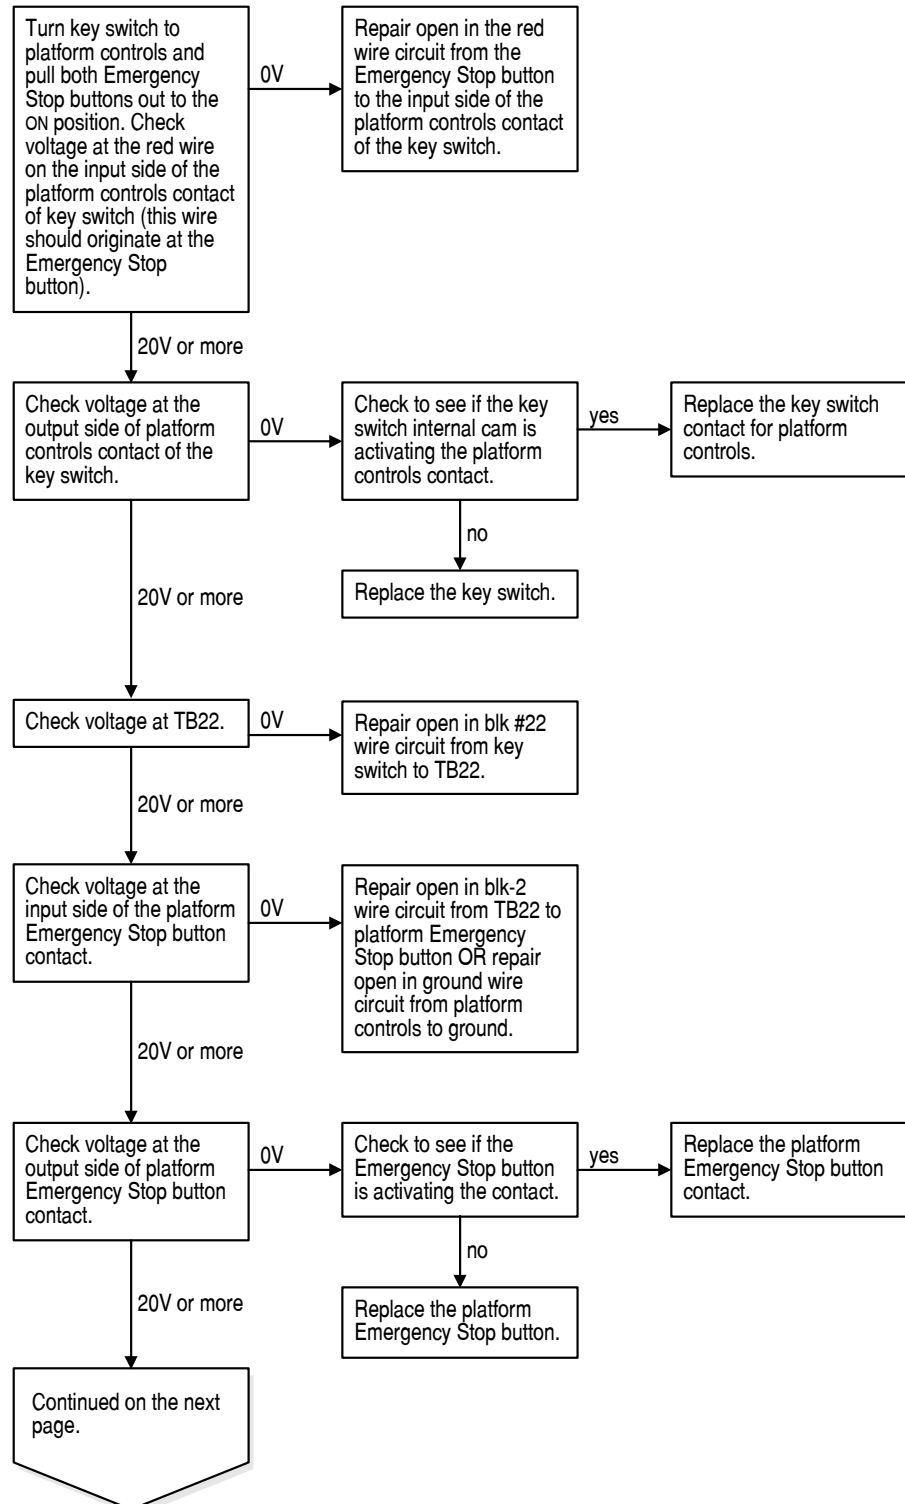 Turn key switch to
platform controls and
pull both Emergency
Stop buttons out to the
ON position. Check
voltage at the red wire
on the input side of the
platform controls contact
of key switch (this wire
should originate at the
Emergency Stop
button).
0V
Repair open in the red
wire circuit from the
Emergency Stop button
to the input side of the
platform controls contact
of the key switch.
20V or more
Check voltage at the
output side of platform
controls contact of the
key switch.
0V
Check to see if the key
switch internal cam is
activating the platform
controls contact.
yes
Replace the key switch
contact for platform
controls.
no
Replace the key switch.
20V or more
Check voltage at TB22.
0V
Repair open in blk #22
wire circuit from key
switch to TB22.
20V or more
Check voltage at the
input side of the platform
Emergency Stop button
contact.
0V
Repair open in blk-2
wire circuit from TB22 to
platform Emergency
Stop button OR repair
open in ground wire
circuit from platform
controls to ground.
20V or more
Check voltage at the
output side of platform
Emergency Stop button
contact.
0V
Check to see if the
Emergency Stop button
is activating the contact.
yes
Replace the platform
Emergency Stop button
contact.
no
Replace the platform
Emergency Stop button.
20V or more
Continued on the next
page.